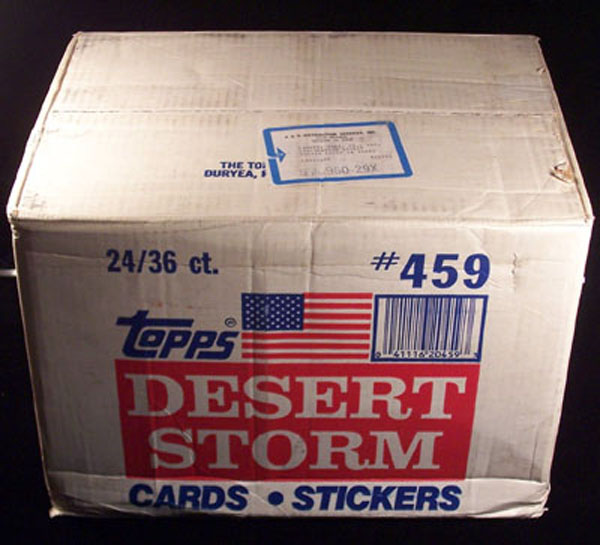 THE TO
DURYEA,
24/36 ct.
#459
Topps®
DESERT
STORM
CARDS • STICKERS